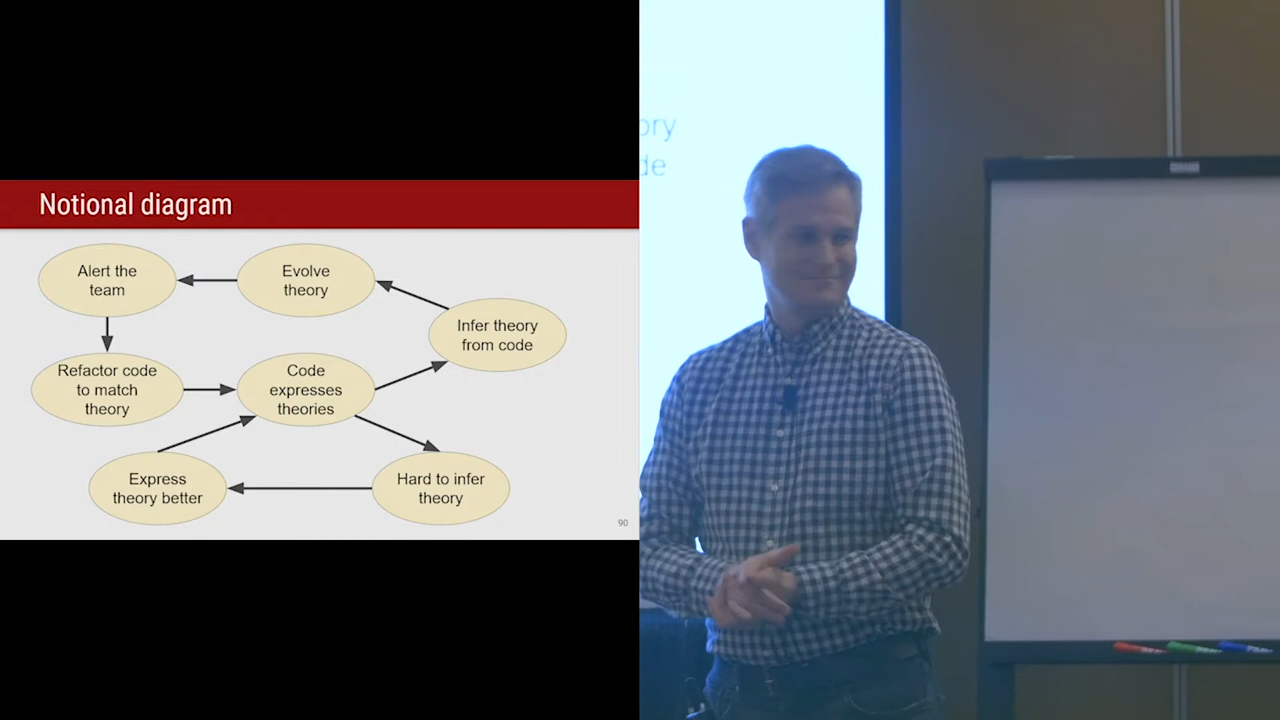 Notional diagram
Alert the
team
Evolve
theory
Infer theory
from code
Refactor code
to match
theory
Code
expresses
theories
Express
theory better
Hard to infer
theory
90
ory
de